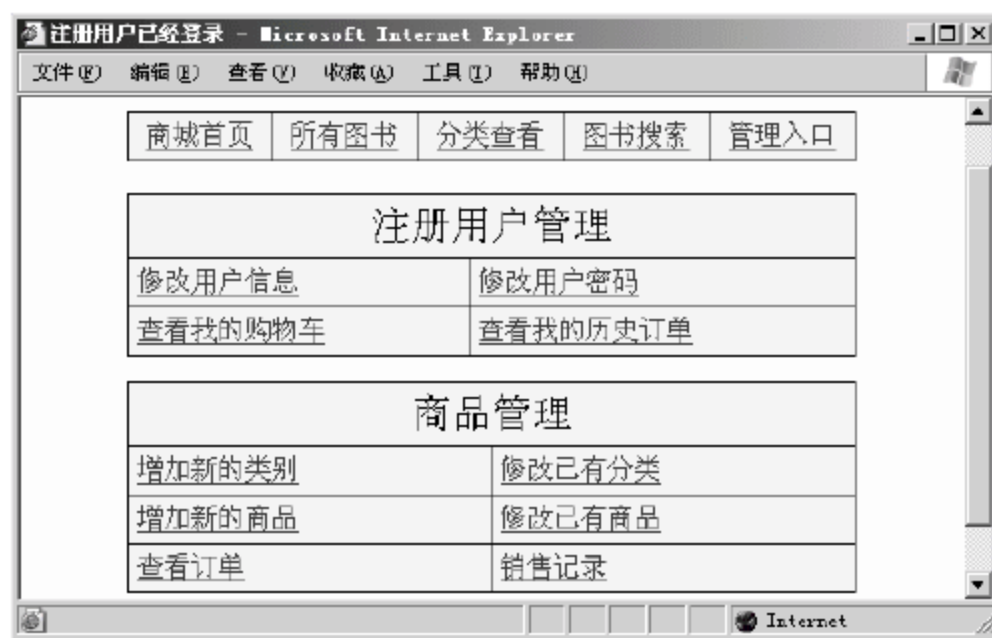 注册用户已经登录 - Microsoft Internet Explorer
文件(F) 编辑(E) 查看(V) 收藏(A) 工具(T) 帮助(H)
商城首页 所有图书 分类查看 图书搜索 管理入口
注册用户管理
修改用户信息 修改用户密码
查看我的购物车 查看我的历史订单
商品管理
增加新的类别 修改已有分类
增加新的商品 修改已有商品
查看订单 销售记录
Internet